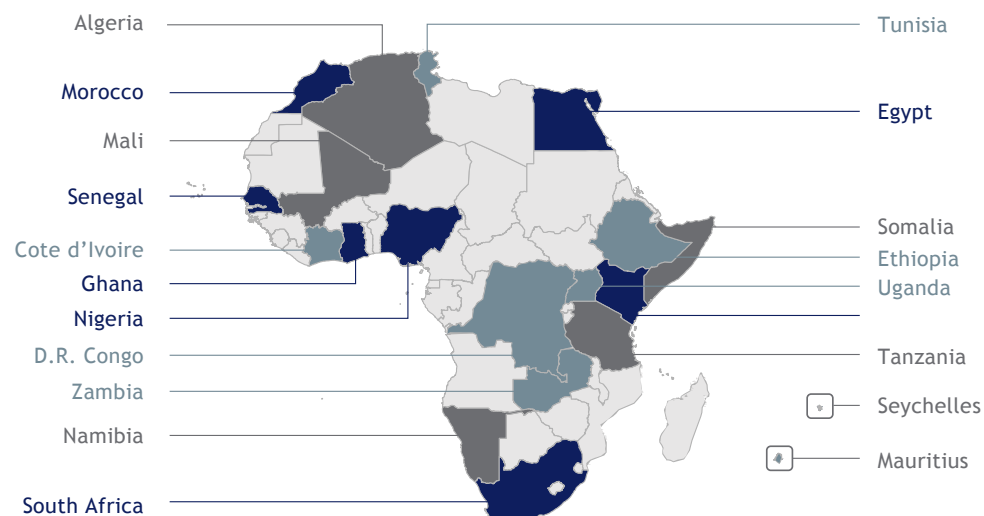 Algeria
Tunisia
Morocco
Egypt
Mali
Senegal
Somalia
Cote d’Ivoire
Ethiopia
Ghana
Uganda
Nigeria
D.R. Congo
Tanzania
Zambia
Seychelles
Namibia
Mauritius
South Africa